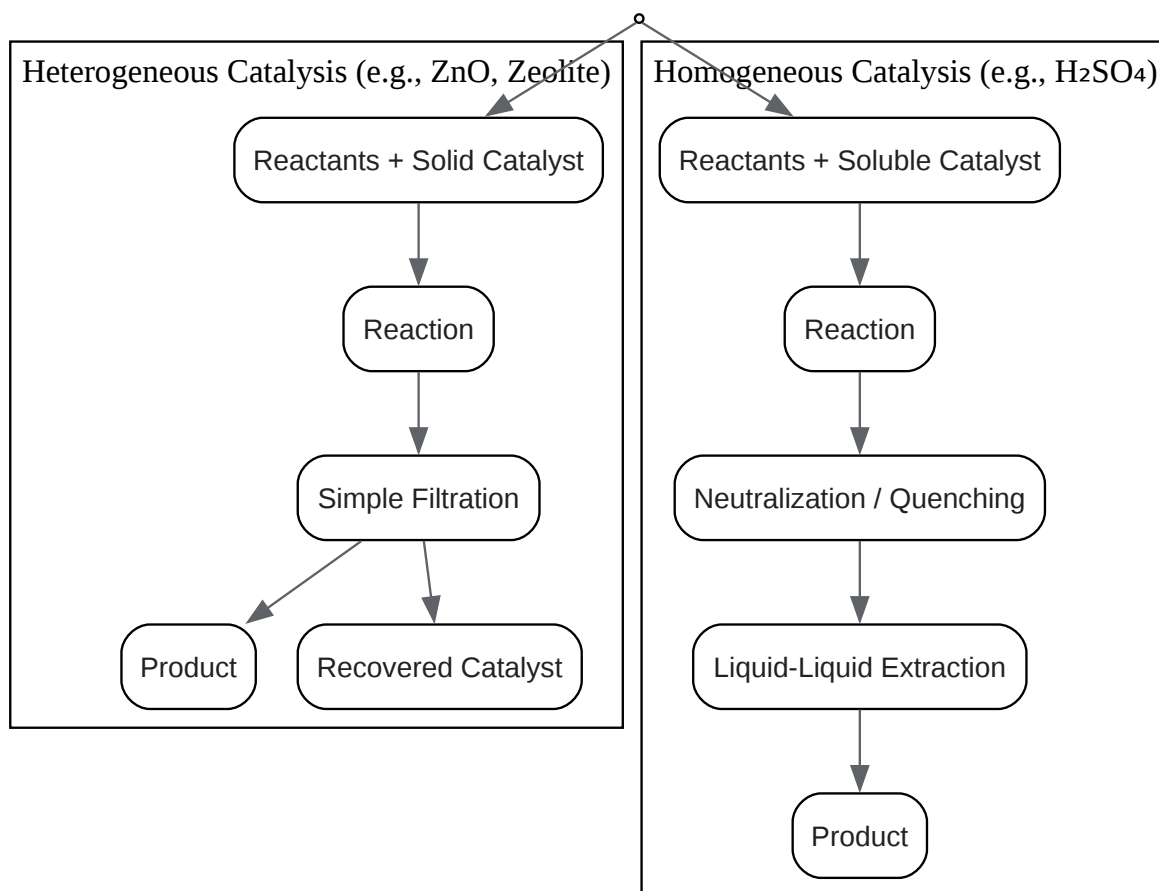 Heterogeneous Catalysis (e.g., ZnO, Zeolite)
Reactants + Solid Catalyst
Reaction
Simple Filtration
Product
Recovered Catalyst
Homogeneous Catalysis (e.g., H₂SO₄)
Reactants + Soluble Catalyst
Reaction
Neutralization / Quenching
Liquid-Liquid Extraction
Product